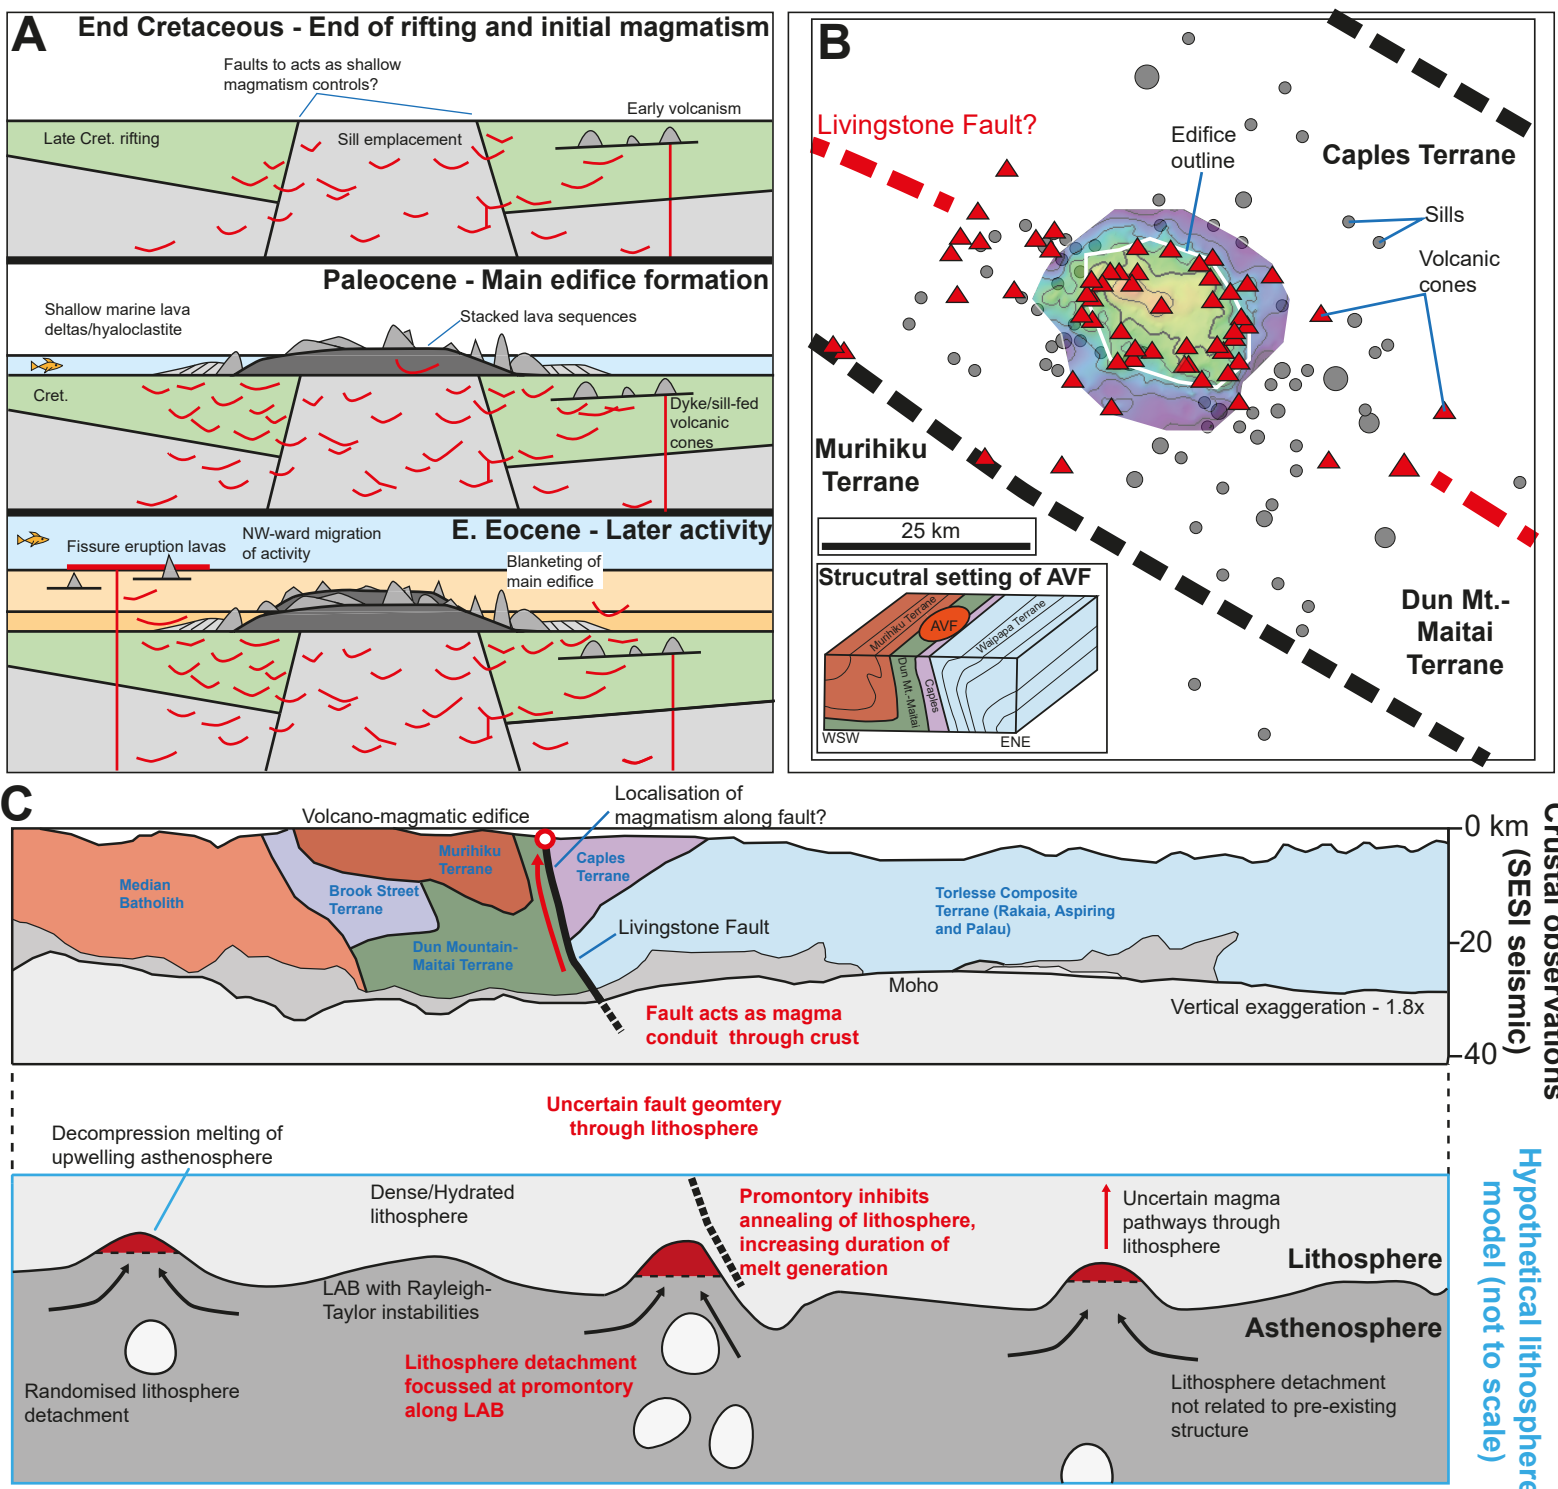 A
End Cretaceous - End of rifting and initial magmatism
Faults to acts as shallow
magmatism controls?
Early volcanism
Late Cret. rifting
Sill emplacement
Paleocene - Main edifice formation
Shallow marine lava
deltas/hyaloclastite
Stacked lava sequences
Cret.
Dyke/sill-fed
volcanic
cones
E. Eocene - Later activity
NW-ward migration
of activity
Fissure eruption lavas
Blanketing of
main edifice
B
Livingstone Fault?
Edifice
outline
Caples Terrane
Sills
Volcanic
cones
Murihiku
Terrane
25 km
Dun Mt.-
Maitai
Terrane
Strucutral setting of AVF
Murihiku Terrane
AVF
Waipapa Terrane
Dun Mt.-Maitai
Caples
WSW
ENE
C
Volcano-magmatic edifice
Localisation of
magmatism along fault?
0 km
Murihiku
Terrane
Caples
Terrane
Median
Batholith
Brook Street
Terrane
Torlesse Composite
Terrane (Rakaia, Aspiring
and Palau)
Dun Mountain-
Maitai Terrane
Livingstone Fault
20
Moho
Vertical exaggeration - 1.8x
Fault acts as magma
conduit through crust
40
Crustal observations
(SESI seismic)
Uncertain fault geomtery
through lithosphere
Decompression melting of
upwelling asthenosphere
Dense/Hydrated
lithosphere
Promontory inhibits
annealing of lithosphere,
increasing duration of
melt generation
Uncertain magma
pathways through
lithosphere
Lithosphere
LAB with Rayleigh-
Taylor instabilities
Asthenosphere
Lithosphere detachment
focussed at promontory
along LAB
Randomised lithosphere
detachment
Lithosphere detachment
not related to pre-existing
structure
Hypothetical lithosphere
model (not to scale)